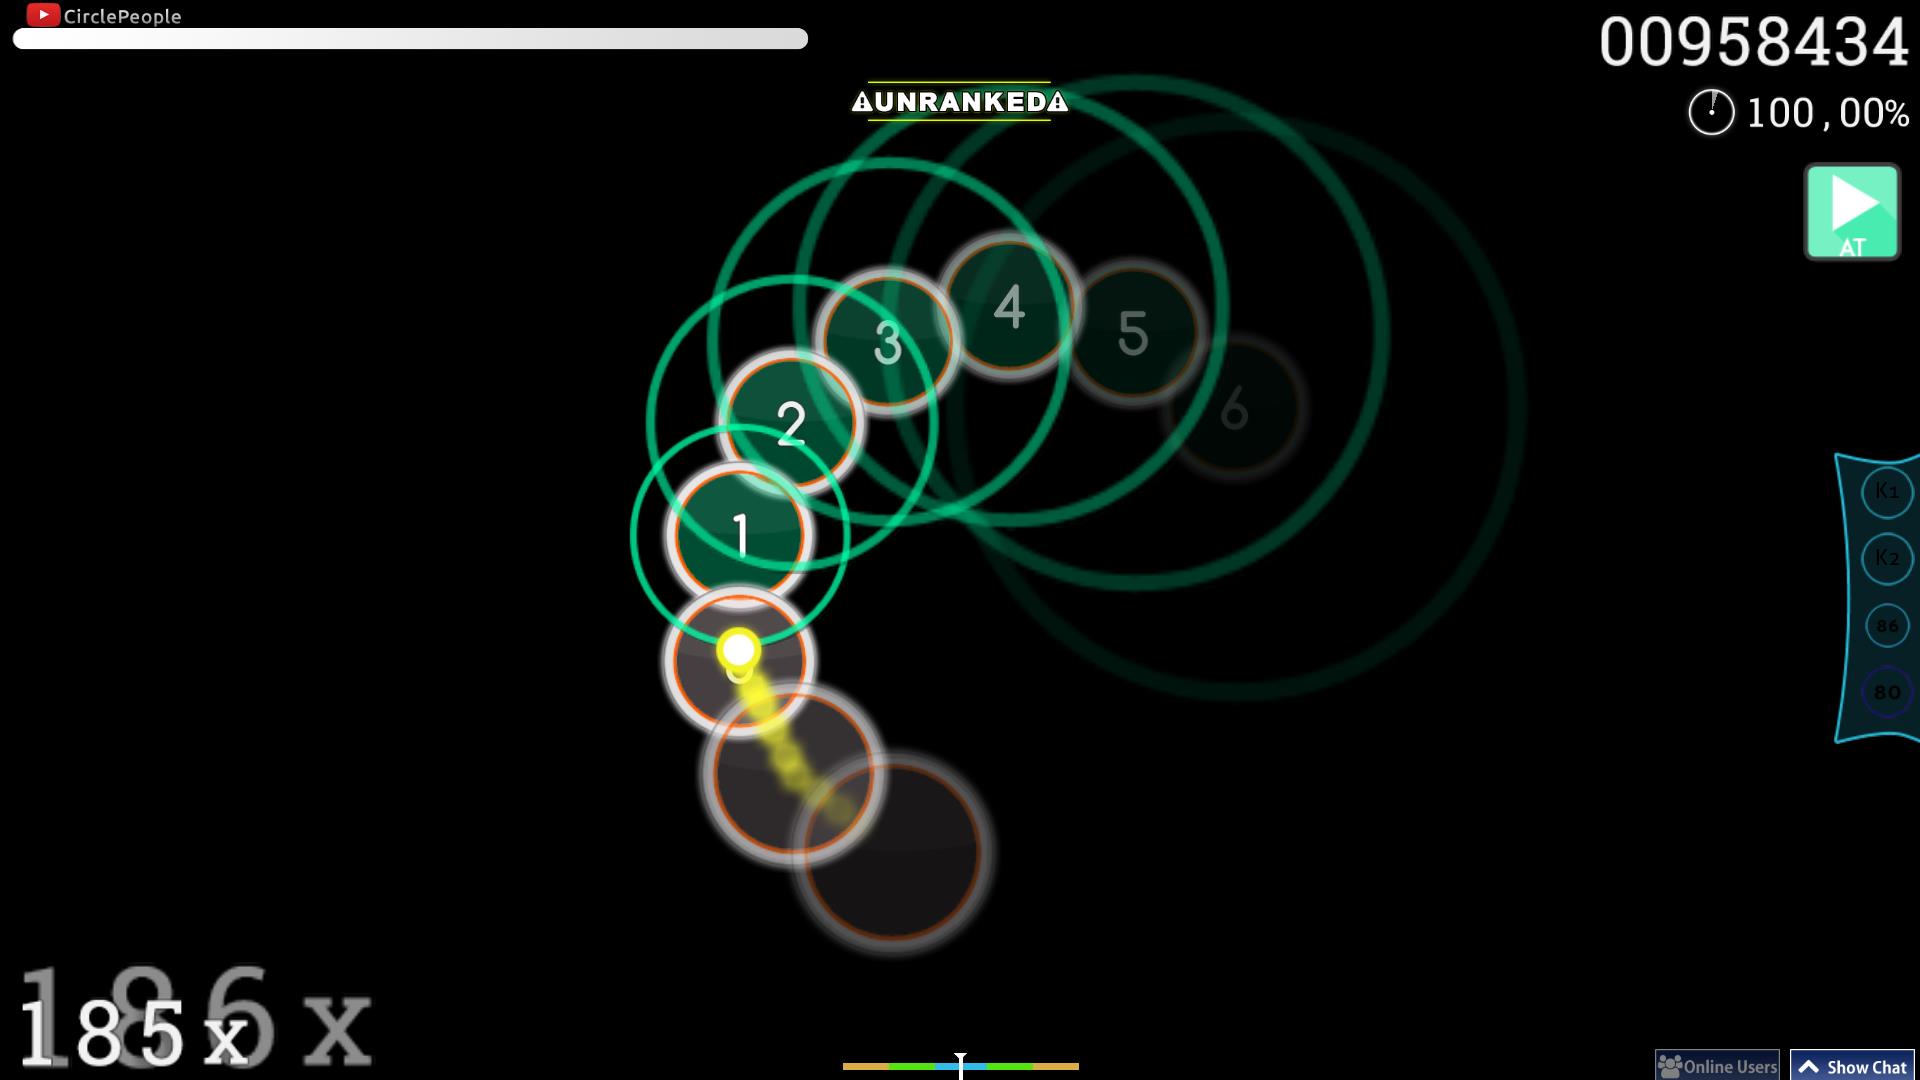 CirclePeople
00958434
⚠UNRANKED⚠
100,00%
AT
4
5
3
6
2
1
K1
K2
86
80
186x
185x
Online Users
Show Chat